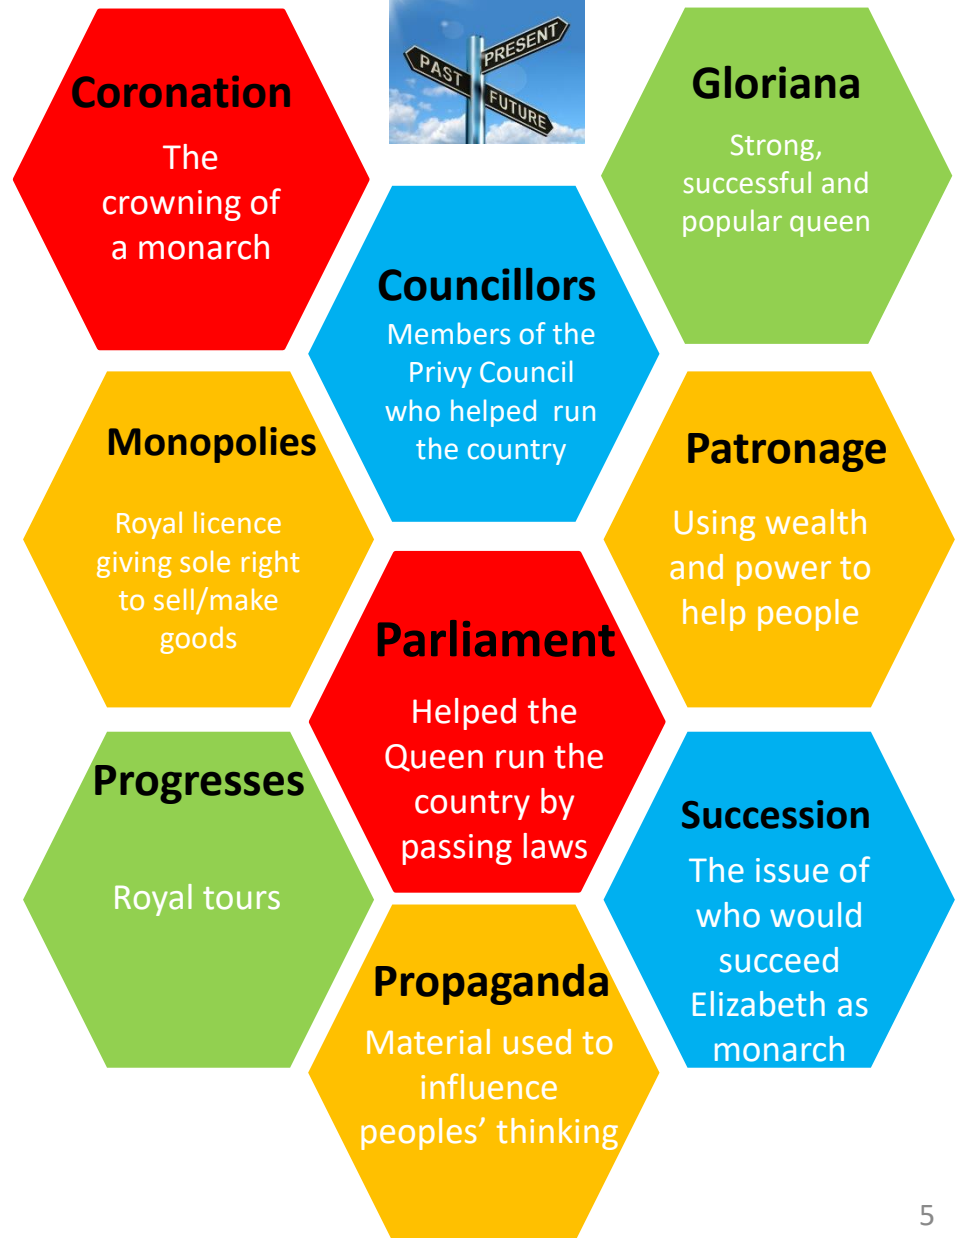 Coronation
The
crowning of
a monarch
PAST
PRESENT
FUTURE
Gloriana
Strong,
successful and
popular queen
Councillors
Members of the
Privy Council
who helped run
the country
Monopolies
Royal licence
giving sole right
to sell/make
goods
Patronage
Using wealth
and power to
help people
Parliament
Helped the
Queen run the
country by
passing laws
Progresses
Royal tours
Succession
The issue of
who would
succeed
Elizabeth as
monarch
Propaganda
Material used to
influence
peoples’ thinking
5